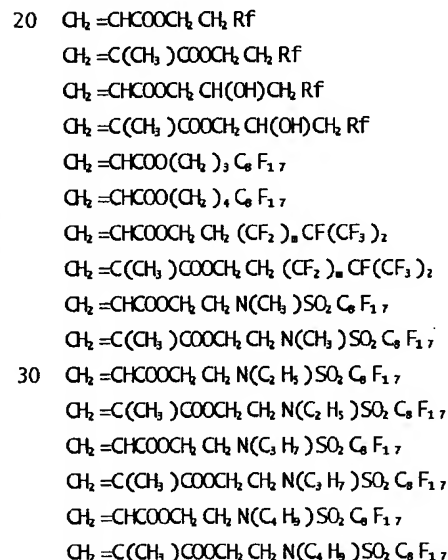 20 CH₂=CHCOOCH₂CH₂Rf
CH₂=C(CH₃)COOCH₂CH₂Rf
CH₂=CHCOOCH₂CH(OH)CH₂Rf
CH₂=C(CH₃)COOCH₂CH(OH)CH₂Rf
CH₂=CHCOO(CH₂)₃C₈F₁₇
CH₂=CHCOO(CH₂)₄C₈F₁₇
CH₂=CHCOOCH₂CH₂(CF₂)ₙCF(CF₃)₂
CH₂=C(CH₃)COOCH₂CH₂(CF₂)ₙCF(CF₃)₂
CH₂=CHCOOCH₂CH₂N(CH₃)SO₂C₈F₁₇
CH₂=C(CH₃)COOCH₂CH₂N(CH₃)SO₂C₈F₁₇
30 CH₂=CHCOOCH₂CH₂N(C₂H₅)SO₂C₈F₁₇
CH₂=C(CH₃)COOCH₂CH₂N(C₂H₅)SO₂C₈F₁₇
CH₂=CHCOOCH₂CH₂N(C₃H₇)SO₂C₈F₁₇
CH₂=C(CH₃)COOCH₂CH₂N(C₃H₇)SO₂C₈F₁₇
CH₂=CHCOOCH₂CH₂N(C₄H₉)SO₂C₈F₁₇
CH₂=C(CH₃)COOCH₂CH₂N(C₄H₉)SO₂C₈F₁₇